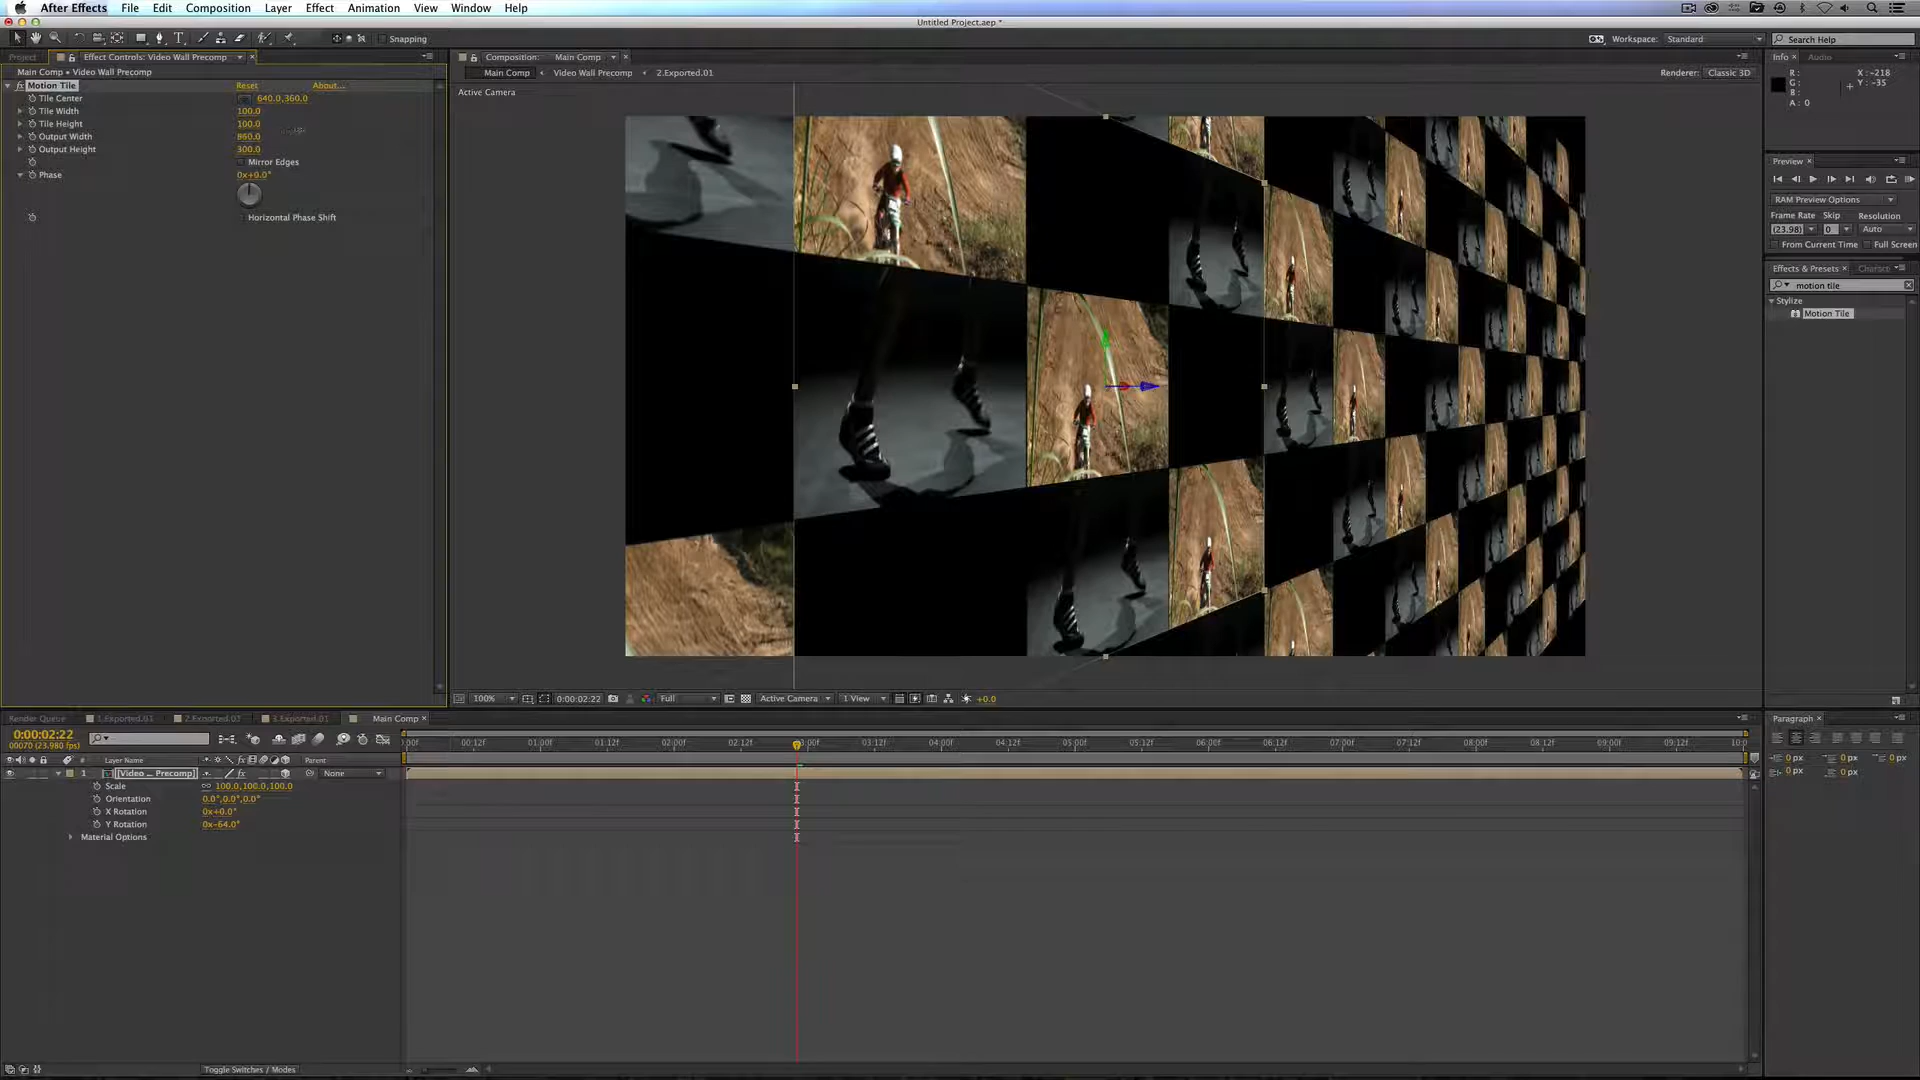 After Effects File Edit Composition Layer Effect Animation View Window Help
Untitled Project.aep *
Snapping
Workspace: Standard
Search Help
Project
Effect Controls: Video Wall Precomp
Composition: Main Comp
Info
Audio
Main Comp • Video Wall Precomp
Main Comp
Video Wall Precomp
2.Exported.01
Renderer: Classic 3D
Motion Tile Reset About...
Active Camera
R:
G:
B:
A: 0
X: -218
Y: -35
Tile Center 640.0,360.0
Tile Width 100.0
Tile Height 100.0
Output Width 860.0
Output Height 300.0
Mirror Edges
Phase 0x+0.0°
Horizontal Phase Shift
Preview
RAM Preview Options
Frame Rate Skip Resolution
(23.98) 0 Auto
From Current Time Full Screen
Effects & Presets
motion tile
Stylize
Motion Tile
100% 0:00:02:22 Full Active Camera 1 View +0.0
Render Queue 1.Exported.01 2.Exported.01 3.Exported.01 Main Comp
Paragraph
0:00:02:22
00070 (23.980 fps)
00:12f 01:00f 01:12f 02:00f 02:12f 03:12f 04:00f 04:12f 05:00f 05:12f 06:00f 06:12f 07:00f 07:12f 08:00f 08:12f 09:00f 09:12f
# Layer Name Parent
1 [Video ... Precomp] None
Scale 100.0,100.0,100.0%
Orientation 0.0°,0.0°,0.0°
X Rotation 0x+0.0°
Y Rotation 0x-64.0°
Material Options
0 px 0 px 0 px
0 px 0 px
Toggle Switches / Modes